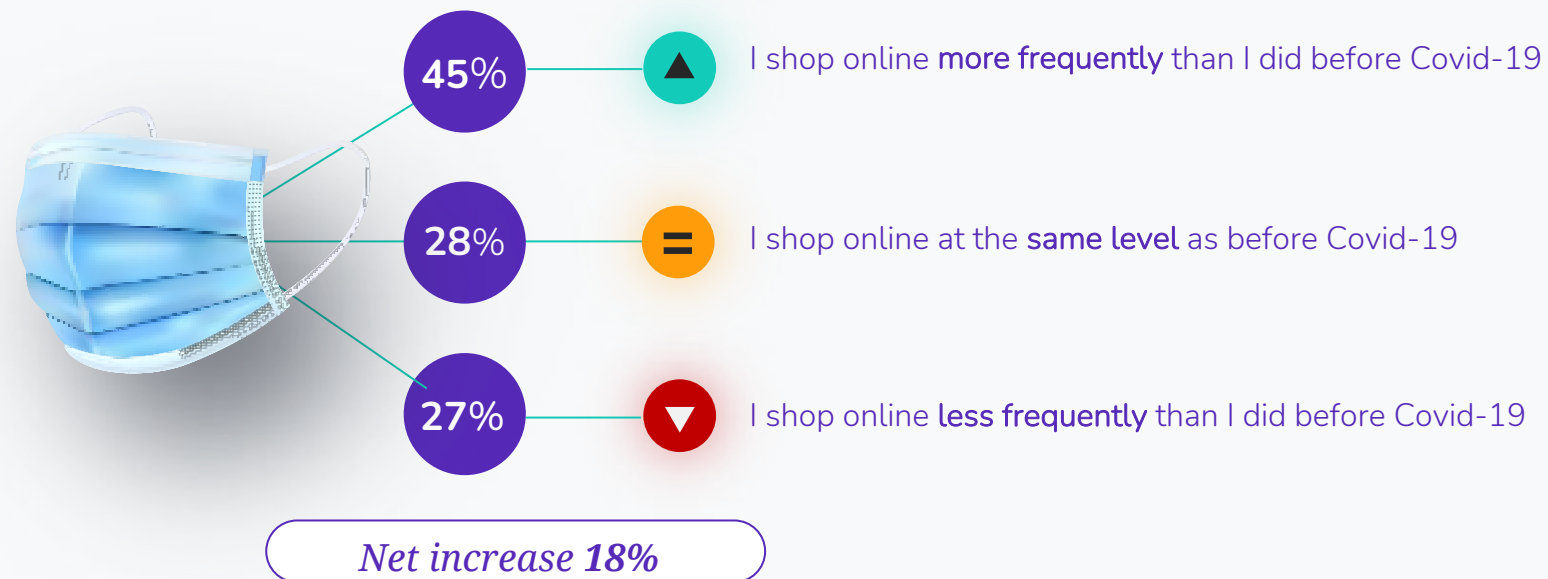 45%
I shop online more frequently than I did before Covid-19
28%
I shop online at the same level as before Covid-19
27%
I shop online less frequently than I did before Covid-19
Net increase 18%